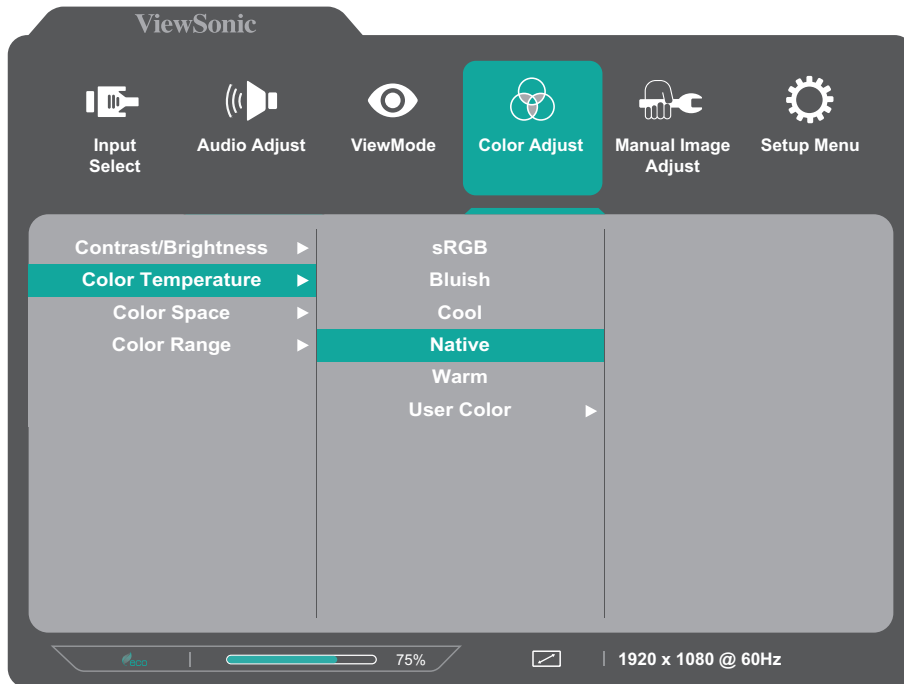 ViewSonic
Input
Select
Audio Adjust
ViewMode
Color Adjust
Manual Image
Adjust
Setup Menu
Contrast/Brightness
Color Temperature
Color Space
Color Range
sRGB
Bluish
Cool
Native
Warm
User Color
eco
75%
1920 x 1080 @ 60Hz